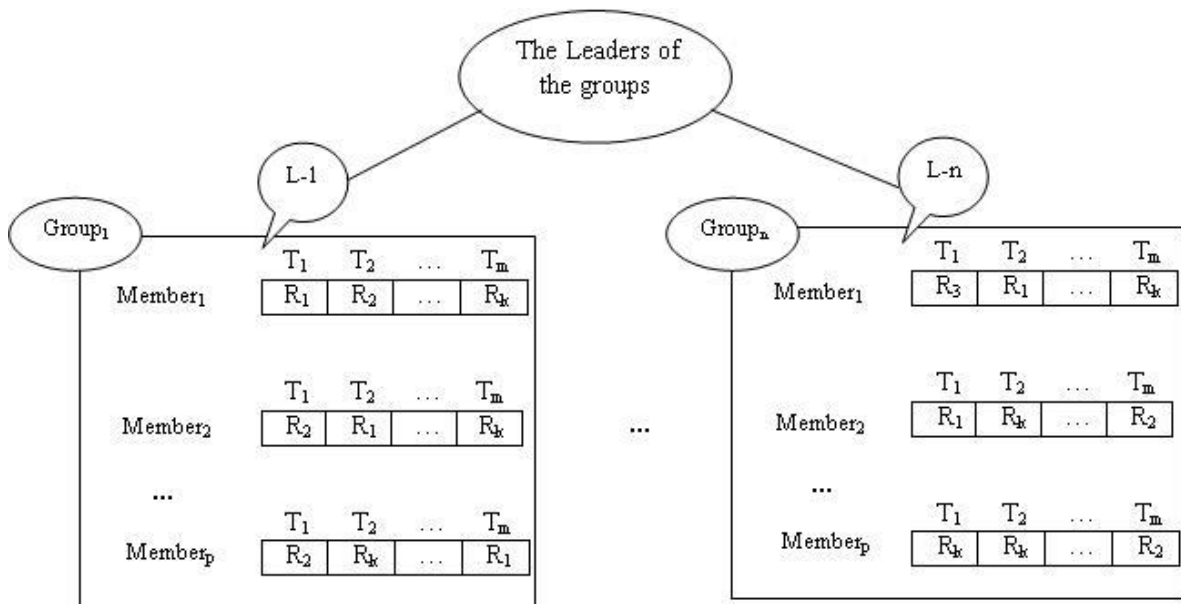 The Leaders of
the groups
L-1
L-n
Group₁
T₁ T₂ ... Tₘ
Member₁ R₁ R₂ ... Rₖ
T₁ T₂ ... Tₘ
Member₂ R₂ R₁ ... Rₖ
...
T₁ T₂ ... Tₘ
Memberₚ R₂ Rₖ ... R₁
...
Groupₙ
T₁ T₂ ... Tₘ
Member₁ R₃ R₁ ... Rₖ
T₁ T₂ ... Tₘ
Member₂ R₁ Rₖ ... R₂
...
T₁ T₂ ... Tₘ
Memberₚ Rₖ Rₖ ... R₂